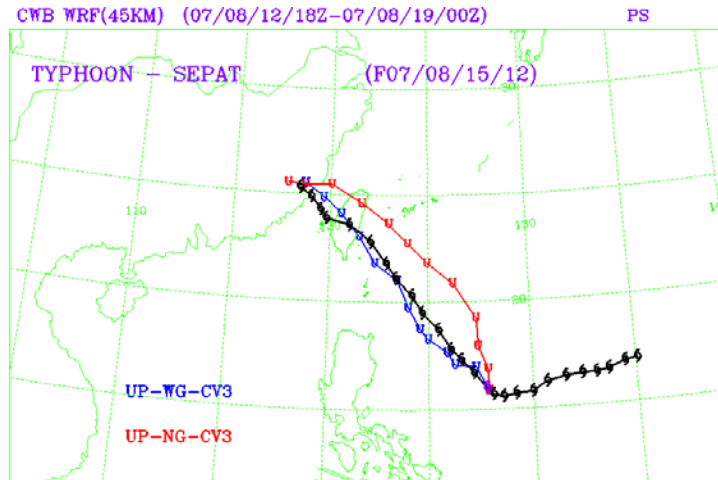 CWB WRF(45KM) (07/08/12/18Z-07/08/19/00Z) PS
TYPHOON - SEPAT (F07/08/15/12)
30
110
130
20
UP-WG-CV3
UP-NG-CV3